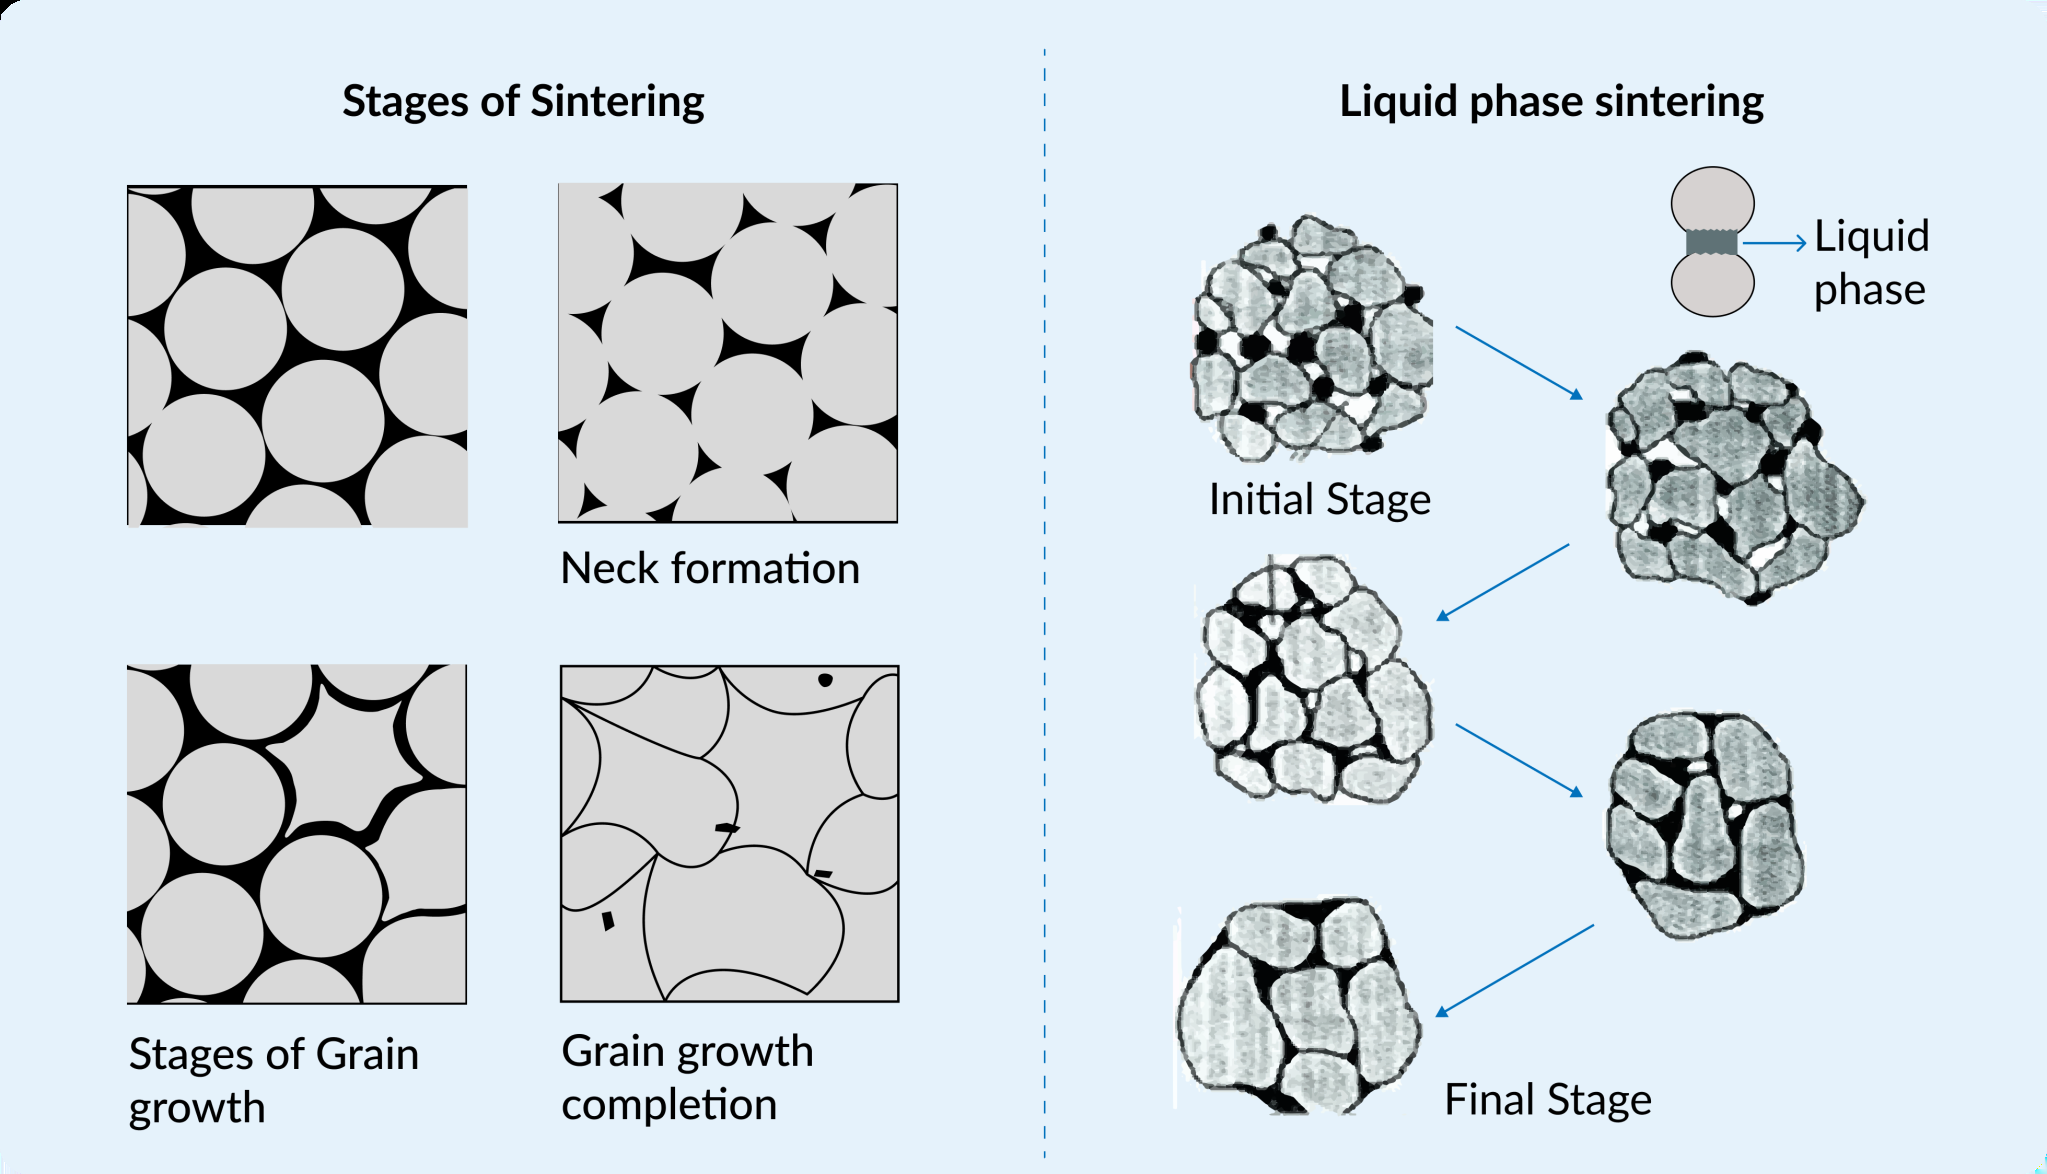 Stages of Sintering
Neck formation
Stages of Grain
growth
Grain growth
completion
Liquid phase sintering
Liquid
phase
Initial Stage
Final Stage